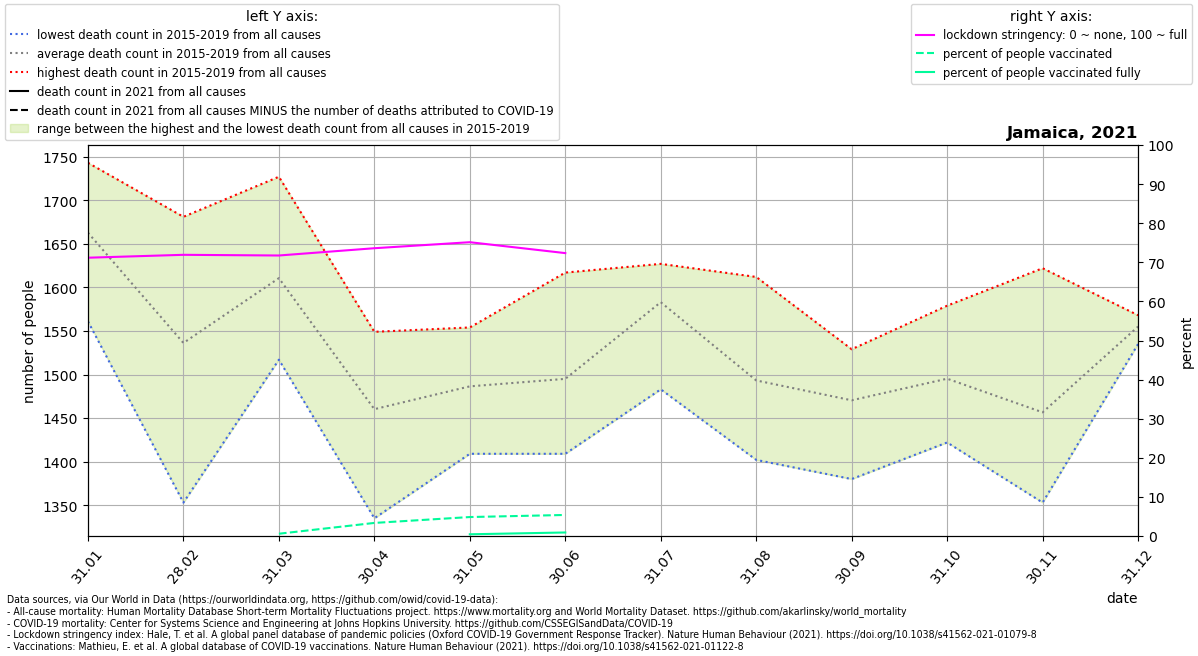 left Y axis:
lowest death count in 2015-2019 from all causes
average death count in 2015-2019 from all causes
highest death count in 2015-2019 from all causes
death count in 2021 from all causes
death count in 2021 from all causes MINUS the number of deaths attributed to COVID-19
range between the highest and the lowest death count from all causes in 2015-2019
right Y axis:
lockdown stringency: 0 ~ none, 100 ~ full
percent of people vaccinated
percent of people vaccinated fully
Jamaica, 2021
number of people
1750
1700
1650
1600
1550
1500
1450
1400
1350
100
90
80
70
60
50
40
30
20
10
0
percent
31.01
28.02
31.03
30.04
31.05
30.06
31.07
31.08
30.09
31.10
30.11
31.12
date
Data sources, via Our World in Data (https://ourworldindata.org, https://github.com/owid/covid-19-data):
- All-cause mortality: Human Mortality Database Short-term Mortality Fluctuations project. https://www.mortality.org and World Mortality Dataset. https://github.com/akarlinsky/world_mortality
- COVID-19 mortality: Center for Systems Science and Engineering at Johns Hopkins University. https://github.com/CSSEGISandData/COVID-19
- Lockdown stringency index: Hale, T. et al. A global panel database of pandemic policies (Oxford COVID-19 Government Response Tracker). Nature Human Behaviour (2021). https://doi.org/10.1038/s41562-021-01079-8
- Vaccinations: Mathieu, E. et al. A global database of COVID-19 vaccinations. Nature Human Behaviour (2021). https://doi.org/10.1038/s41562-021-01122-8